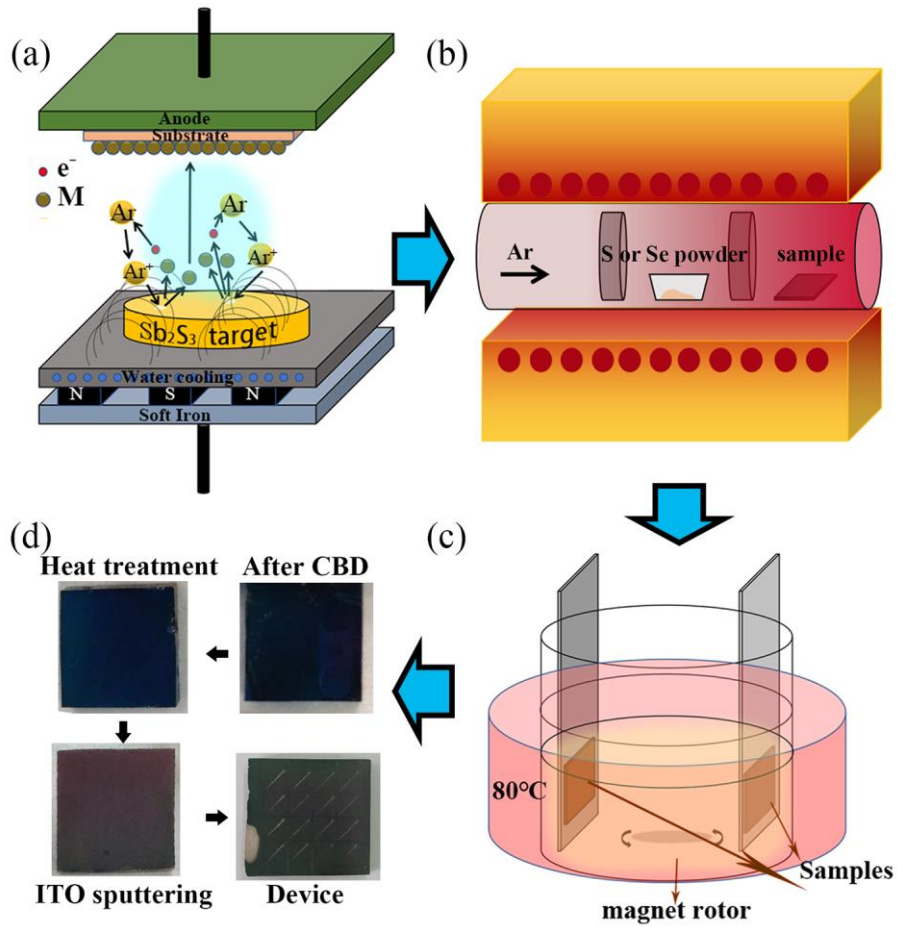 (a)
Anode
Substrate
e⁻
M
Ar
Ar
Ar⁺
Ar⁺
Sb₂S₃ target
Water cooling
N S N
Soft Iron
(b)
Ar
S or Se powder
sample
(c)
80°C
Samples
magnet rotor
(d)
Heat treatment
After CBD
ITO sputtering
Device